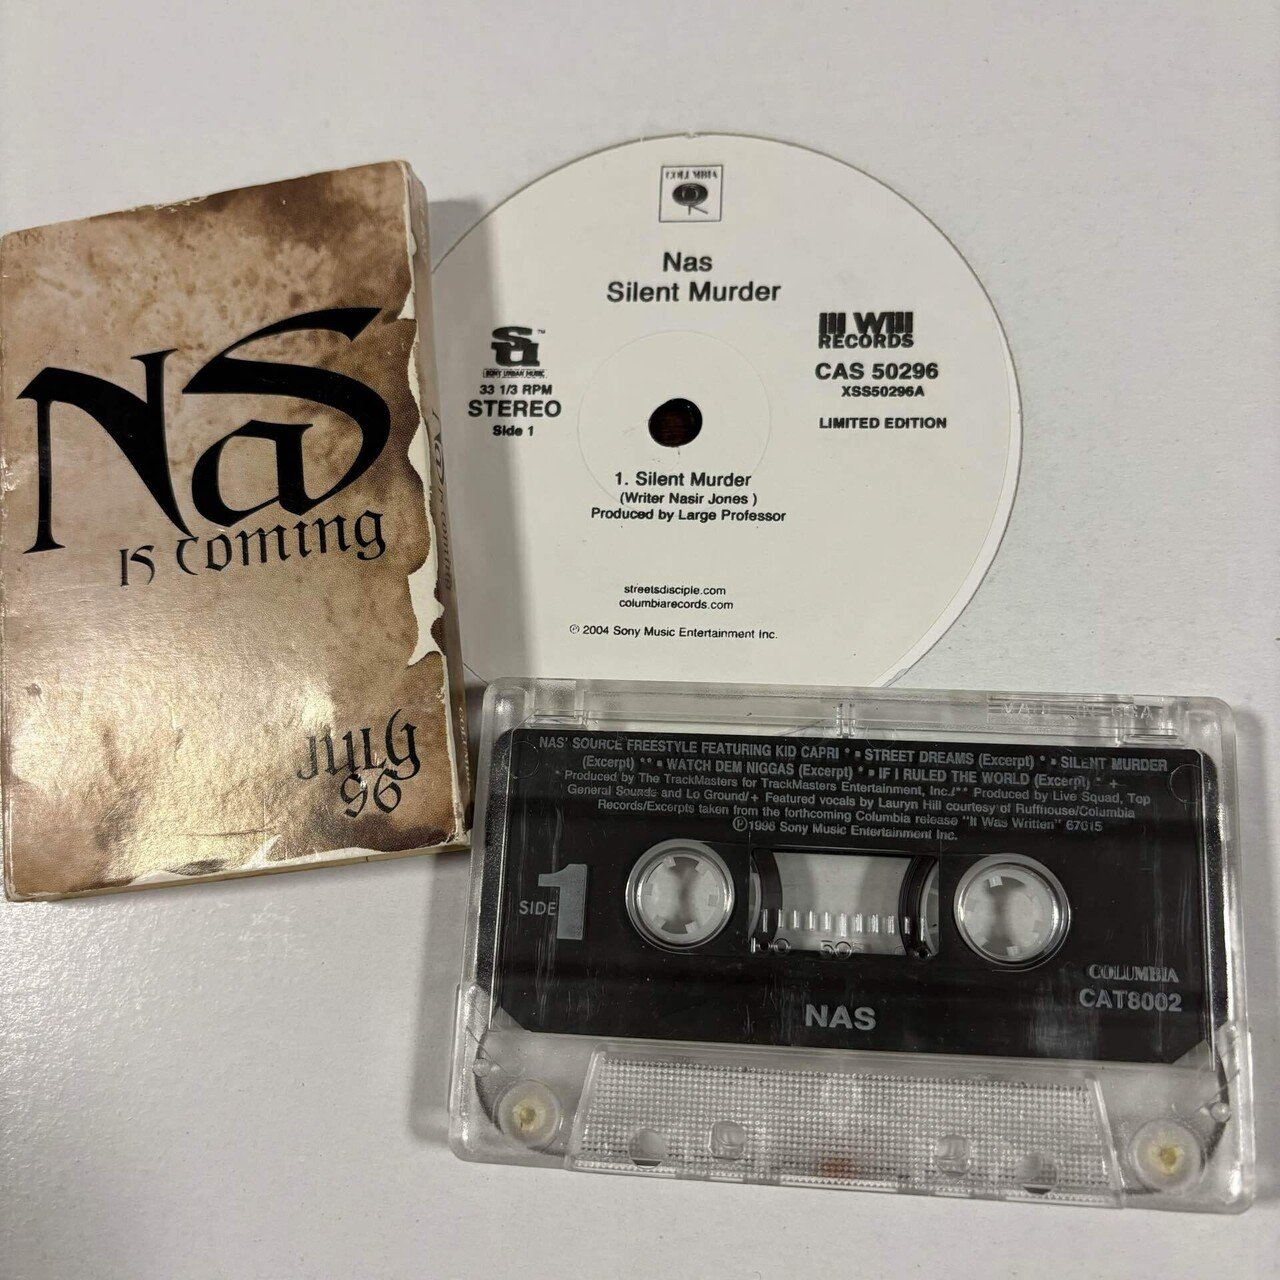 Nas
is coming
July
96
Nas is coming
COLUMBIA
Nas
Silent Murder
su™
SONY URBAN MUSIC
33 1/3 RPM
STEREO
Side 1
Ill Will
RECORDS
CAS 50296
XSS50296A
LIMITED EDITION
1. Silent Murder
(Writer Nasir Jones )
Produced by Large Professor
streetsdisciple.com
columbiarecords.com
℗ 2004 Sony Music Entertainment Inc.
NAS' SOURCE FREESTYLE FEATURING KID CAPRI * • STREET DREAMS (Excerpt) * • SILENT MURDER
(Excerpt) ** • WATCH DEM NIGGAS (Excerpt) * • IF I RULED THE WORLD (Excerpt) * +
Produced by The TrackMasters for TrackMasters Entertainment, Inc./** Produced by Live Squad, Top
General Sounds and Lo Ground/+ Featured vocals by Lauryn Hill courtesy of Ruffhouse/Columbia
Records/Excerpts taken from the forthcoming Columbia release "It Was Written" 67015
℗1996 Sony Music Entertainment Inc.
SIDE 1
100 50
COLUMBIA
CAT8002
NAS